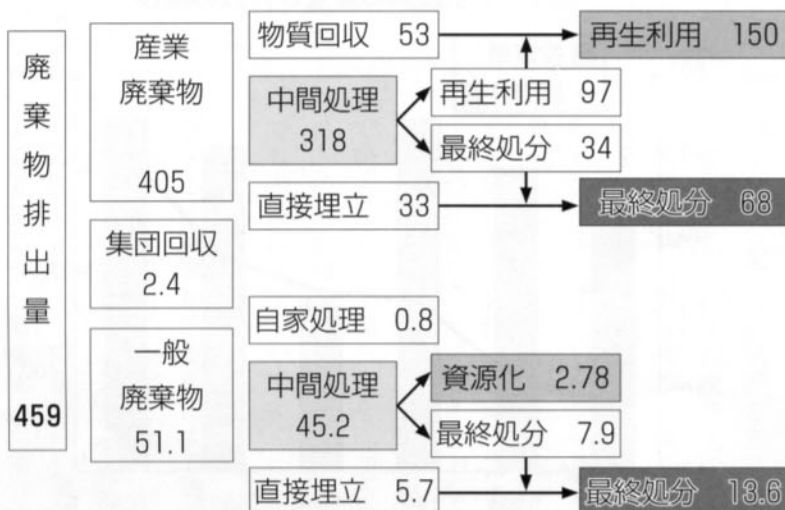 廃棄物排出量
459
産業
廃棄物
405
集団回収
2.4
一般
廃棄物
51.1
物質回収 53
中間処理
318
再生利用 97
最終処分 34
直接埋立 33
再生利用 150
最終処分 68
自家処理 0.8
中間処理
45.2
資源化 2.78
最終処分 7.9
直接埋立 5.7
最終処分 13.6